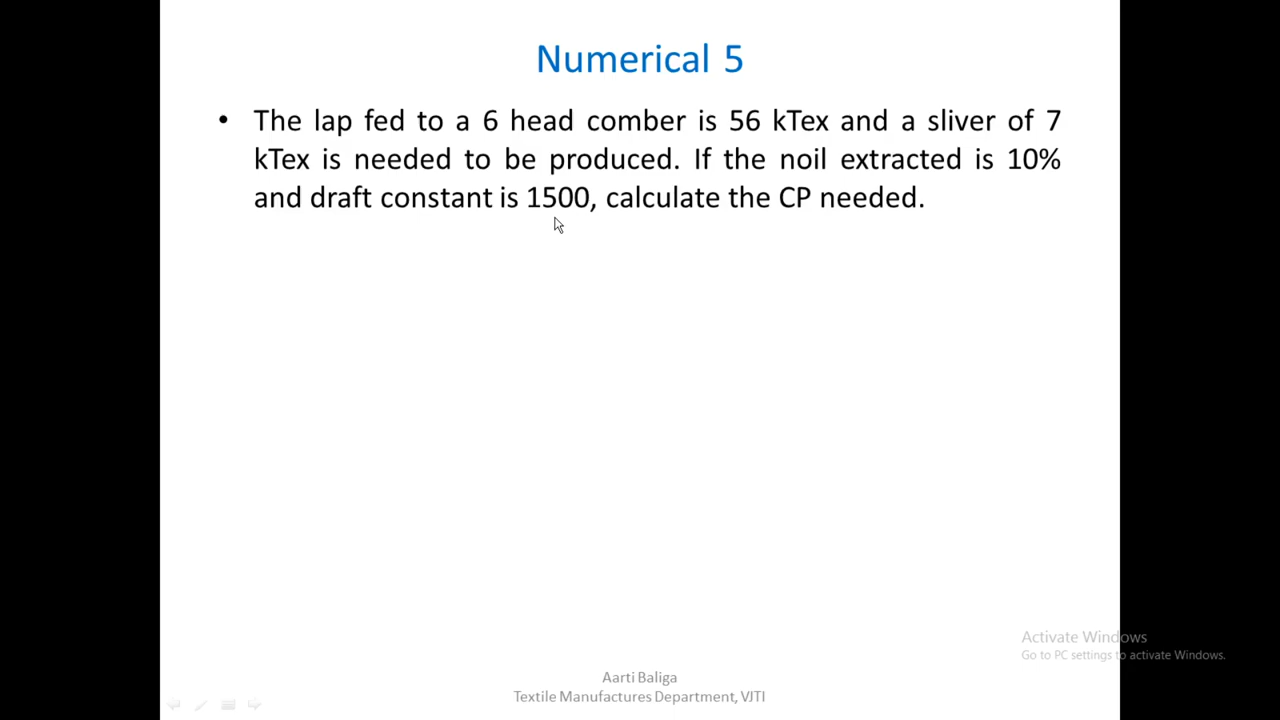 Numerical 5
• The lap fed to a 6 head comber is 56 kTex and a sliver of 7
kTex is needed to be produced. If the noil extracted is 10%
and draft constant is 1500, calculate the CP needed.
Activate Windows
Go to PC settings to activate Windows.
Aarti Baliga
Textile Manufactures Department, VJTI